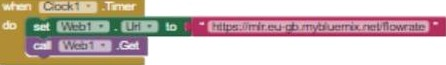 when Clock1 .Timer
do set Web1 . Url to " https://mlr.eu-gb.mybluemix.net/flowrate "
call Web1 .Get